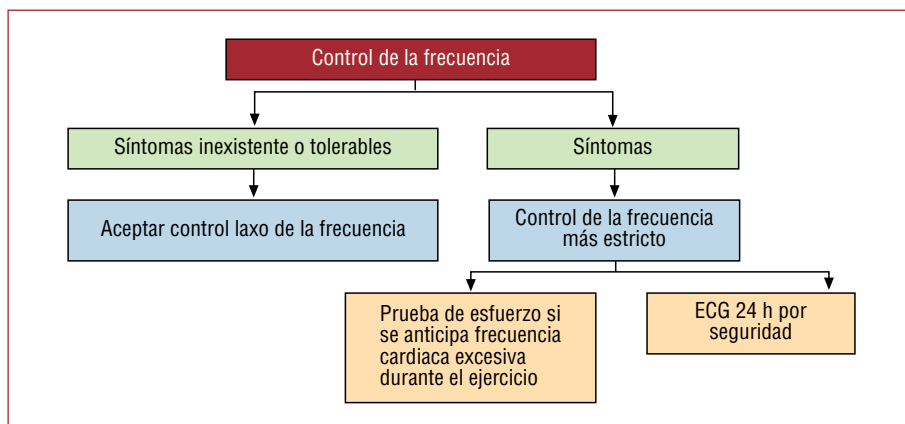 Control de la frecuencia
Síntomas inexistente o tolerables
Síntomas
Aceptar control laxo de la frecuencia
Control de la frecuencia
más estricto
Prueba de esfuerzo si
se anticipa frecuencia
cardiaca excesiva
durante el ejercicio
ECG 24 h por
seguridad